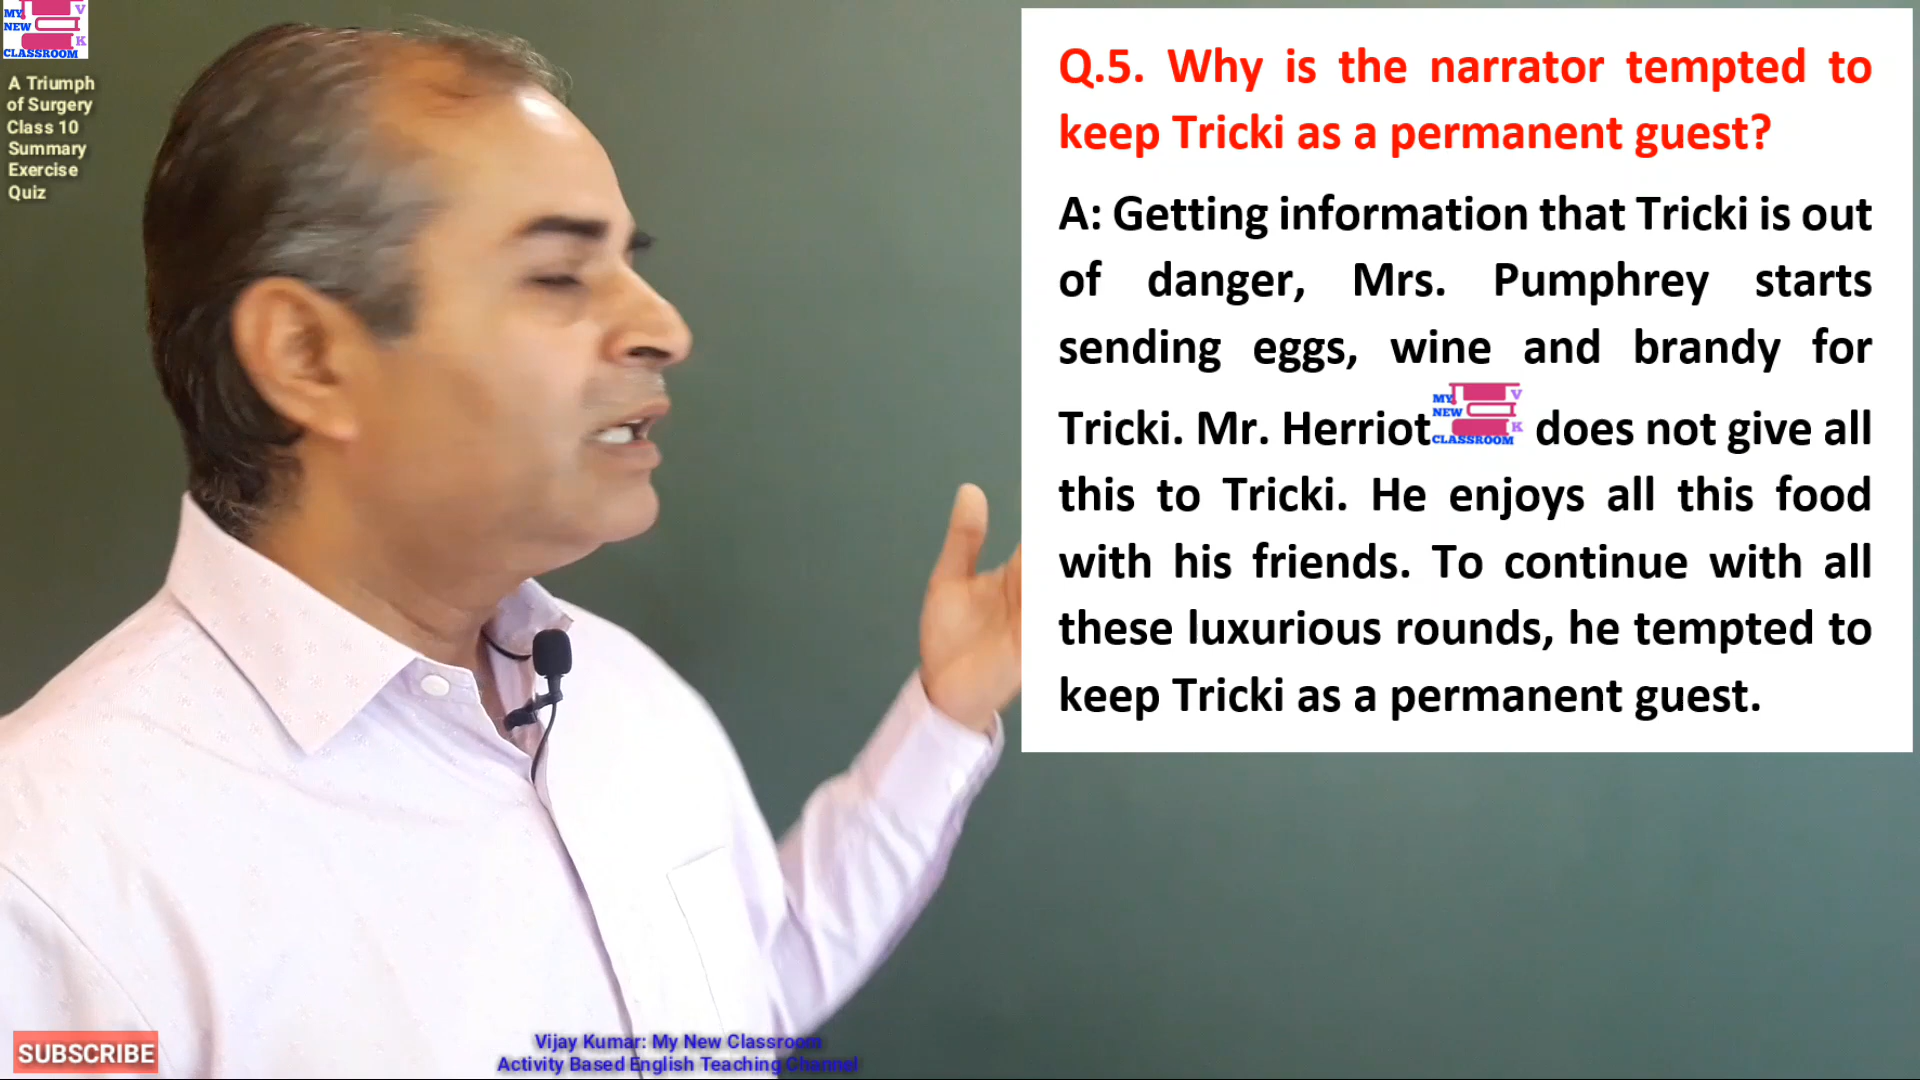 MY
NEW
CLASSROOM
V
K
A Triumph
of Surgery
Class 10
Summary
Exercise
Quiz
Q.5. Why is the narrator tempted to
keep Tricki as a permanent guest?
A: Getting information that Tricki is out
of danger, Mrs. Pumphrey starts
sending eggs, wine and brandy for
Tricki. Mr. Herriot does not give all
MY
NEW
CLASSROOM
V
K
this to Tricki. He enjoys all this food
with his friends. To continue with all
these luxurious rounds, he tempted to
keep Tricki as a permanent guest.
SUBSCRIBE
Vijay Kumar: My New Classroom
Activity Based English Teaching Channel